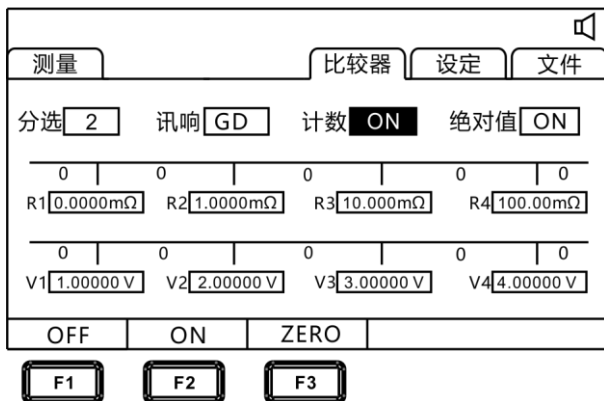 测量 比较器 设定 文件
分选 2 讯响 GD 计数 ON 绝对值 ON
0 0 0 0 0
R1 0.0000mΩ R2 1.0000mΩ R3 10.000mΩ R4 100.00mΩ
0 0 0 0 0
V1 1.00000 V V2 2.00000 V V3 3.00000 V V4 4.00000 V
OFF ON ZERO
F1 F2 F3